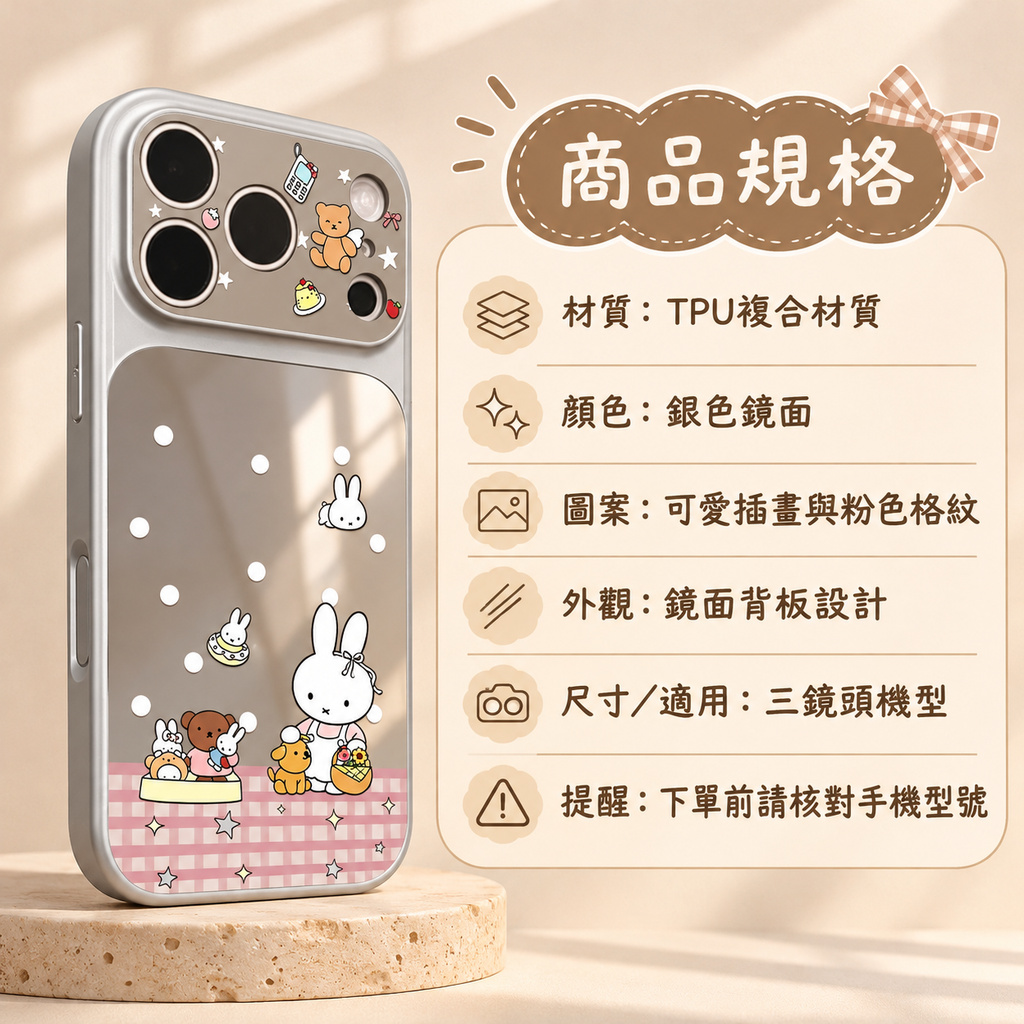 商品規格
材質：TPU複合材質
顏色：銀色鏡面
圖案：可愛插畫與粉色格紋
外觀：鏡面背板設計
尺寸／適用：三鏡頭機型
提醒：下單前請核對手機型號